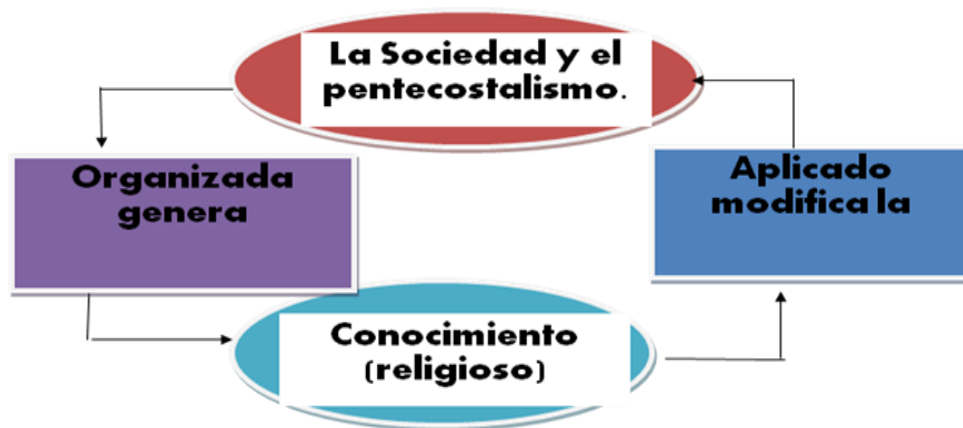 La Sociedad y el
pentecostalismo.
Organizada
genera
Aplicado
modifica la
Conocimiento
(religioso)